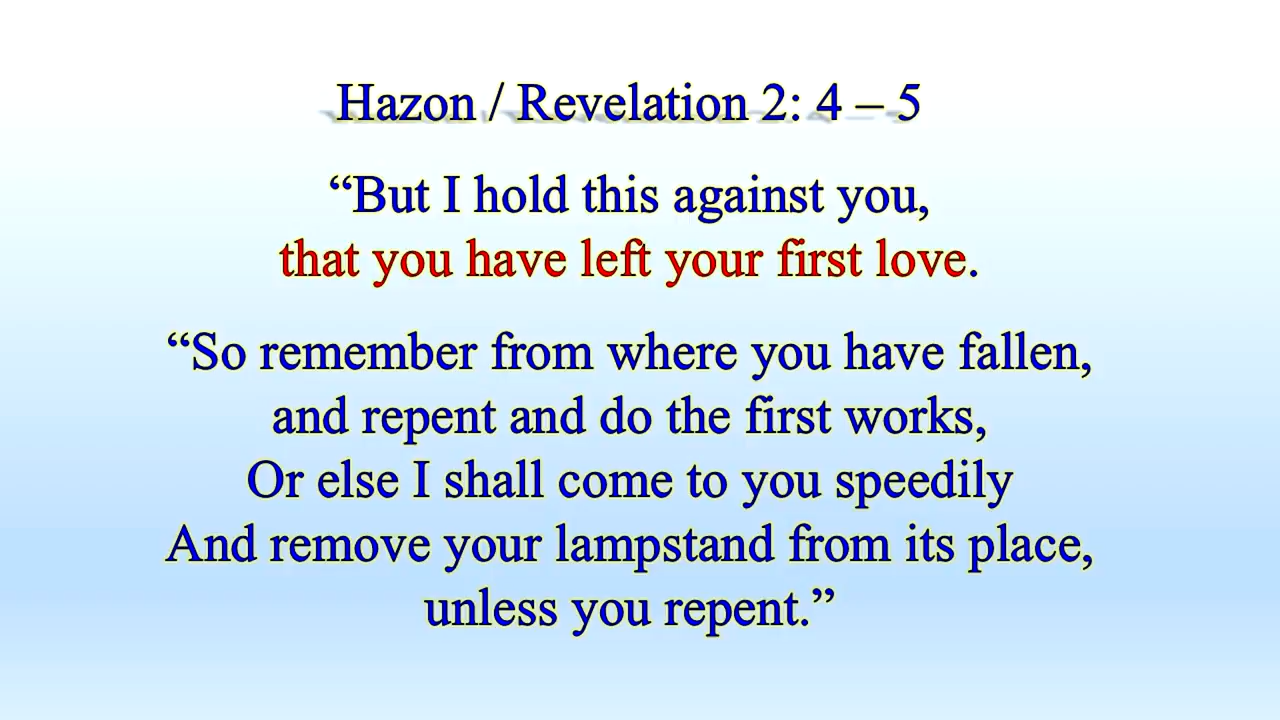 Hazon / Revelation 2: 4 – 5
“But I hold this against you,
that you have left your first love.
“So remember from where you have fallen,
and repent and do the first works,
Or else I shall come to you speedily
And remove your lampstand from its place,
unless you repent.”